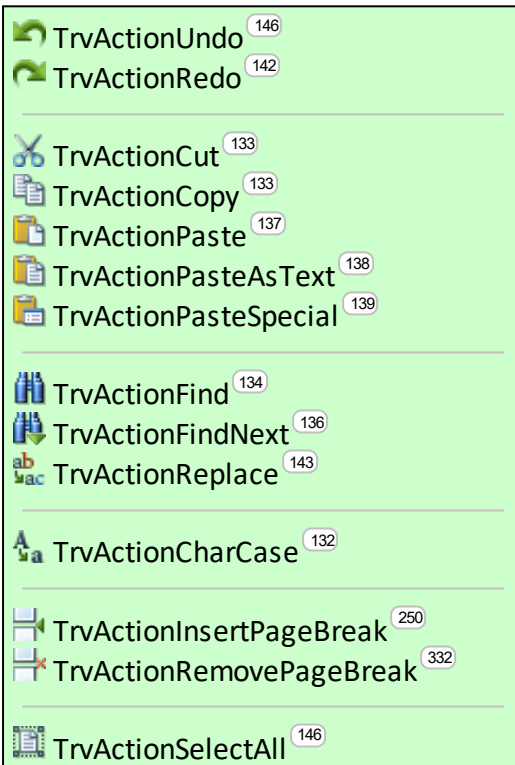 TrvActionUndo 146
TrvActionRedo 142
TrvActionCut 133
TrvActionCopy 133
TrvActionPaste 137
TrvActionPasteAsText 138
TrvActionPasteSpecial 139
TrvActionFind 134
TrvActionFindNext 136
ab
ac TrvActionReplace 143
A
a TrvActionCharCase 132
TrvActionInsertPageBreak 250
TrvActionRemovePageBreak 332
TrvActionSelectAll 146